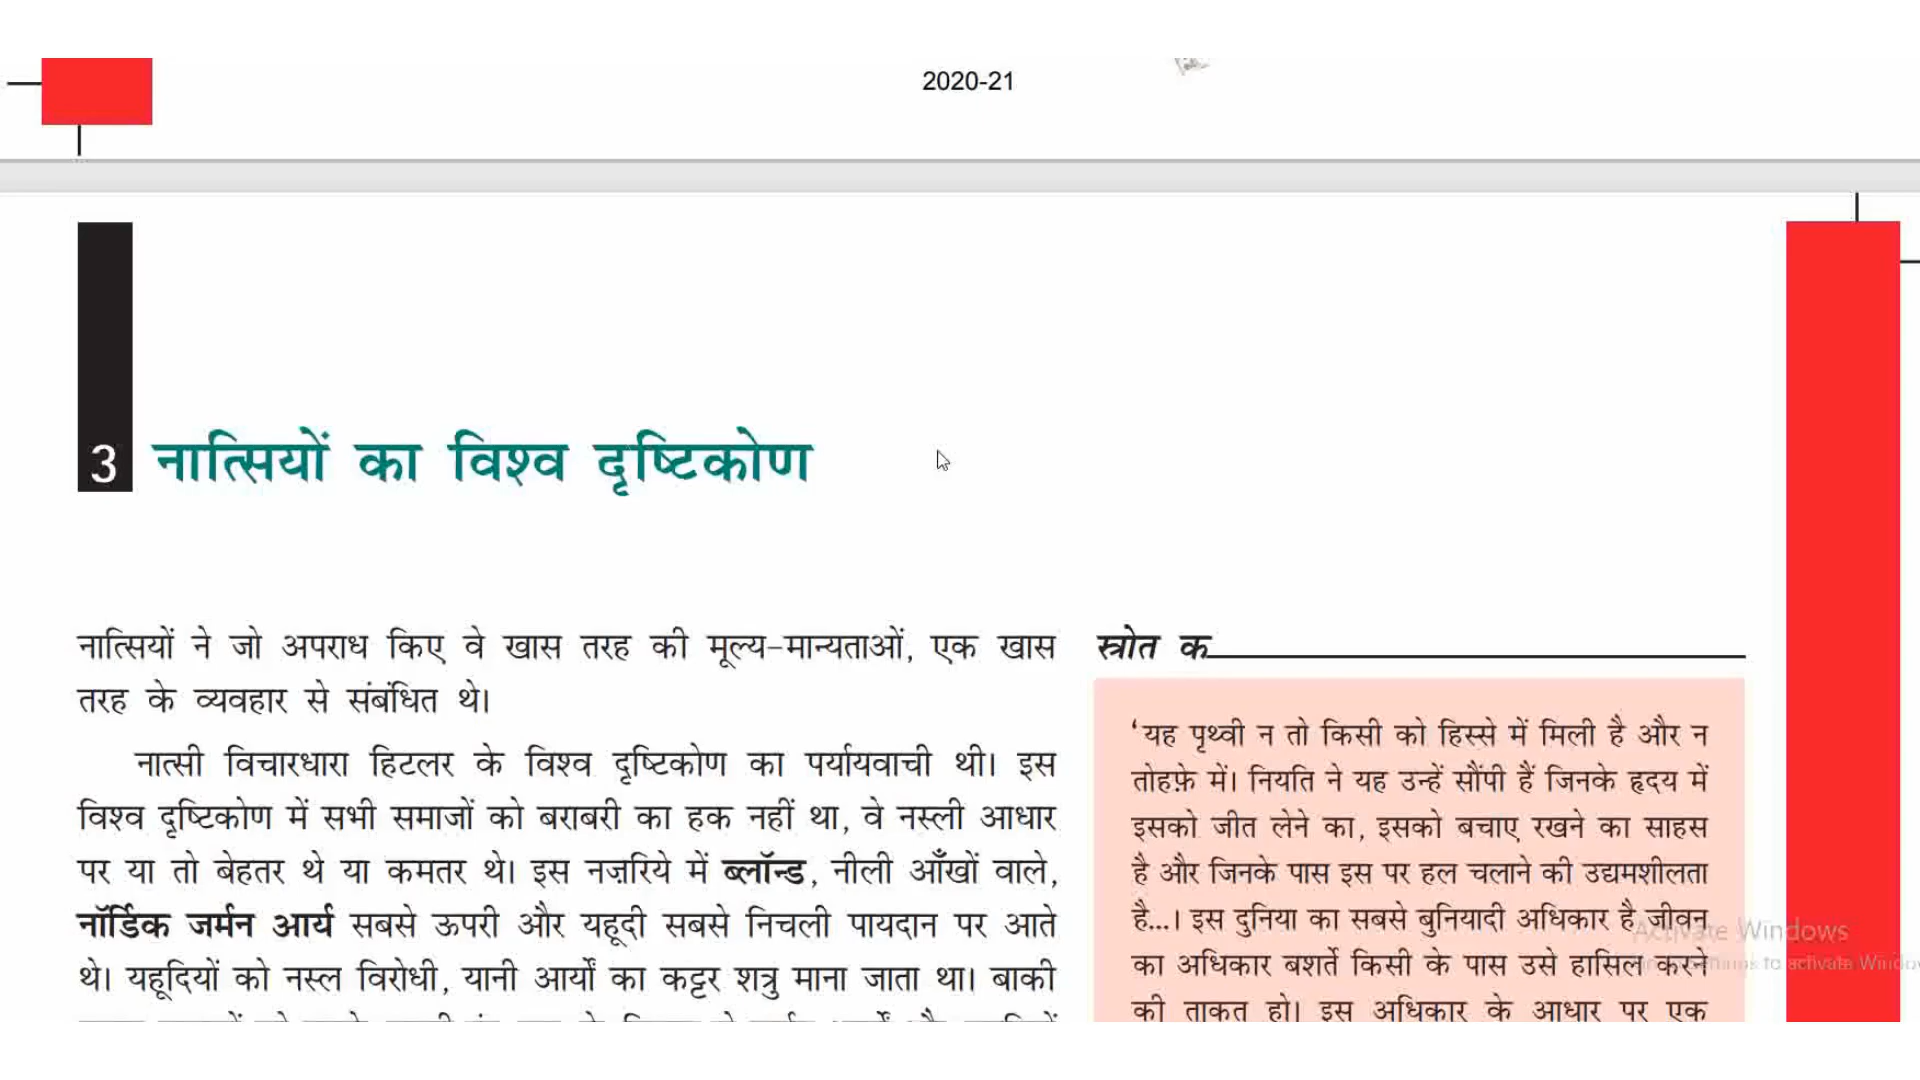 2020-21
3 नात्सियों का विश्व दृष्टिकोण
नात्सियों ने जो अपराध किए वे खास तरह की मूल्य-मान्यताओं, एक खास
तरह के व्यवहार से संबंधित थे।
नात्सी विचारधारा हिटलर के विश्व दृष्टिकोण का पर्यायवाची थी। इस
विश्व दृष्टिकोण में सभी समाजों को बराबरी का हक नहीं था, वे नस्ली आधार
पर या तो बेहतर थे या कमतर थे। इस नज़रिये में ब्लॉन्ड, नीली आँखों वाले,
नॉर्डिक जर्मन आर्य सबसे ऊपरी और यहूदी सबसे निचली पायदान पर आते
थे। यहूदियों को नस्ल विरोधी, यानी आर्यों का कट्टर शत्रु माना जाता था। बाकी
स्रोत क
‘यह पृथ्वी न तो किसी को हिस्से में मिली है और न
तोहफ़े में। नियति ने यह उन्हें सौंपी हैं जिनके हृदय में
इसको जीत लेने का, इसको बचाए रखने का साहस
है और जिनके पास इस पर हल चलाने की उद्यमशीलता
है...। इस दुनिया का सबसे बुनियादी अधिकार है जीवन
का अधिकार बशर्ते किसी के पास उसे हासिल करने
की ताकत हो। इस अधिकार के आधार पर एक
Activate Windows
to activate Windows